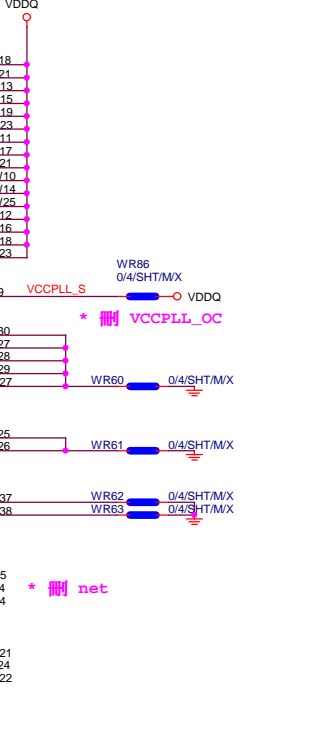 VDDQ
18
21
13
15
19
23
11
17
21
/10
/14
/25
12
16
18
23
WR86
0/4/SHT/M/X
9 VCCPLL_S VDDQ
* 刪 VCCPLL_OC
30
27
28
29
27 WR60 0/4/SHT/M/X
25
26 WR61 0/4/SHT/M/X
37 WR62 0/4/SHT/M/X
38 WR63 0/4/SHT/M/X
5
4 * 刪 net
4
21
24
22